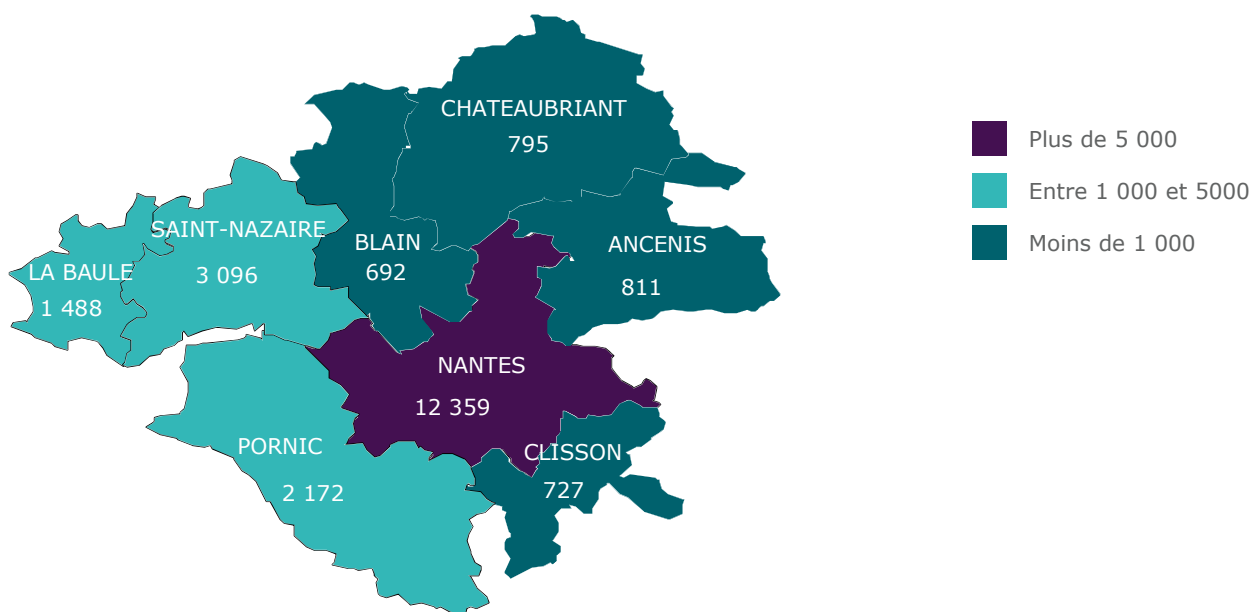 CHATEAUBRIANT
795
SAINT-NAZAIRE
3 096
BLAIN
692
ANCENIS
811
LA BAULE
1 488
NANTES
12 359
PORNIC
2 172
CLISSON
727
Plus de 5 000
Entre 1 000 et 5000
Moins de 1 000